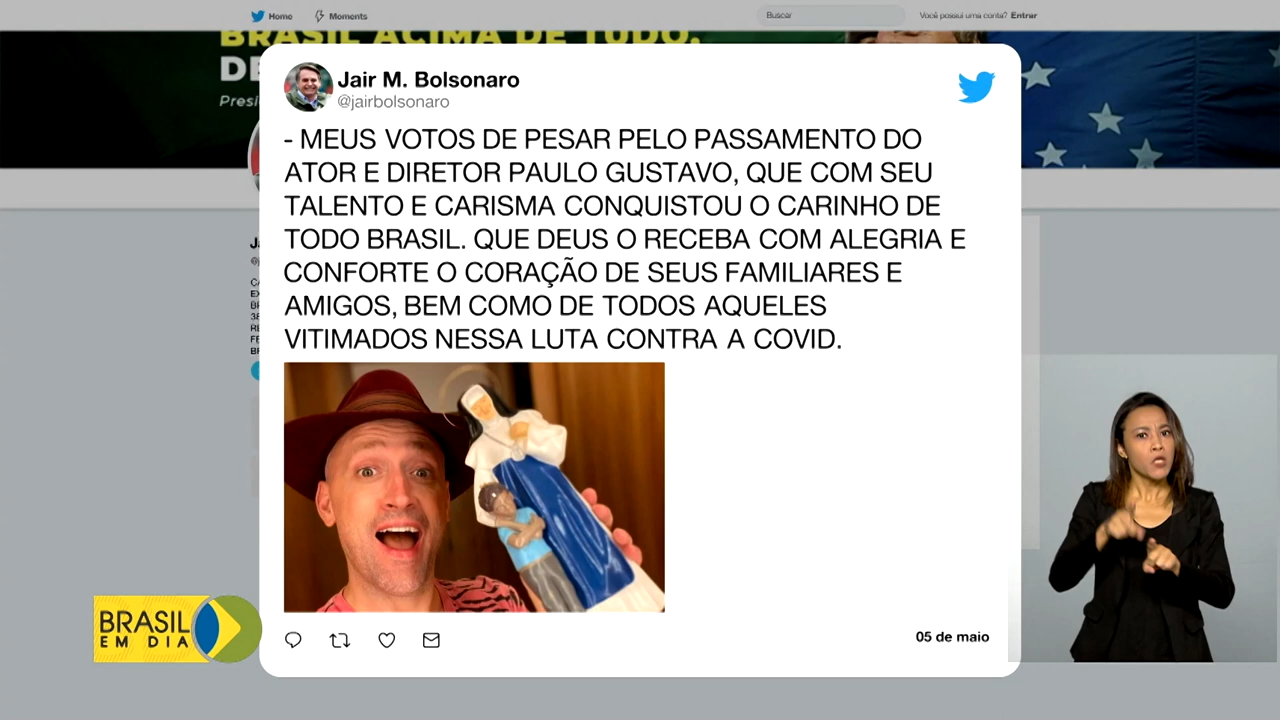 Home
Moments
Buscar
Você possui uma conta? Entrar
BRASIL ACIMA DE TUDO,
Jair M. Bolsonaro
@jairbolsonaro
- MEUS VOTOS DE PESAR PELO PASSAMENTO DO
ATOR E DIRETOR PAULO GUSTAVO, QUE COM SEU
TALENTO E CARISMA CONQUISTOU O CARINHO DE
TODO BRASIL. QUE DEUS O RECEBA COM ALEGRIA E
CONFORTE O CORAÇÃO DE SEUS FAMILIARES E
AMIGOS, BEM COMO DE TODOS AQUELES
VITIMADOS NESSA LUTA CONTRA A COVID.
05 de maio
BRASIL
EM DIA